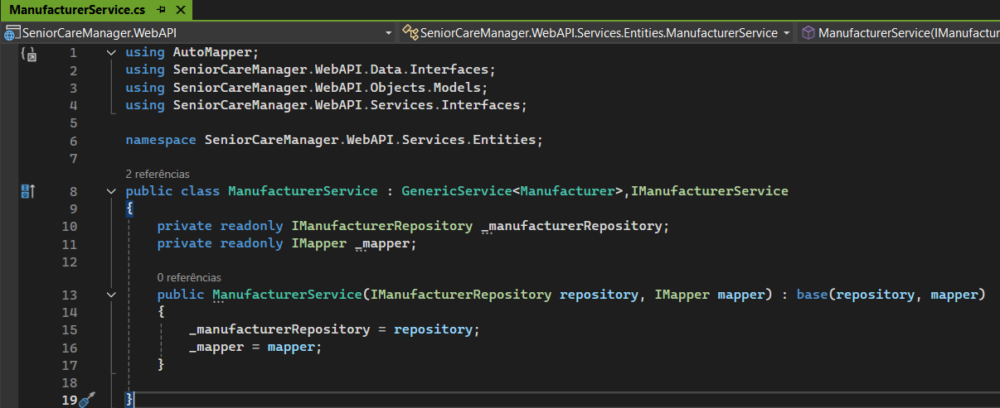 ManufacturerService.cs
SeniorCareManager.WebAPI SeniorCareManager.WebAPI.Services.Entities.ManufacturerService ManufacturerService(IManufactur
1 using AutoMapper;
2 using SeniorCareManager.WebAPI.Data.Interfaces;
3 using SeniorCareManager.WebAPI.Objects.Models;
4 using SeniorCareManager.WebAPI.Services.Interfaces;
5
6 namespace SeniorCareManager.WebAPI.Services.Entities;
7
2 referências
8 public class ManufacturerService : GenericService<Manufacturer>,IManufacturerService
9 {
10 private readonly IManufacturerRepository _manufacturerRepository;
11 private readonly IMapper _mapper;
12
0 referências
13 public ManufacturerService(IManufacturerRepository repository, IMapper mapper) : base(repository, mapper)
14 {
15 _manufacturerRepository = repository;
16 _mapper = mapper;
17 }
18
19 }